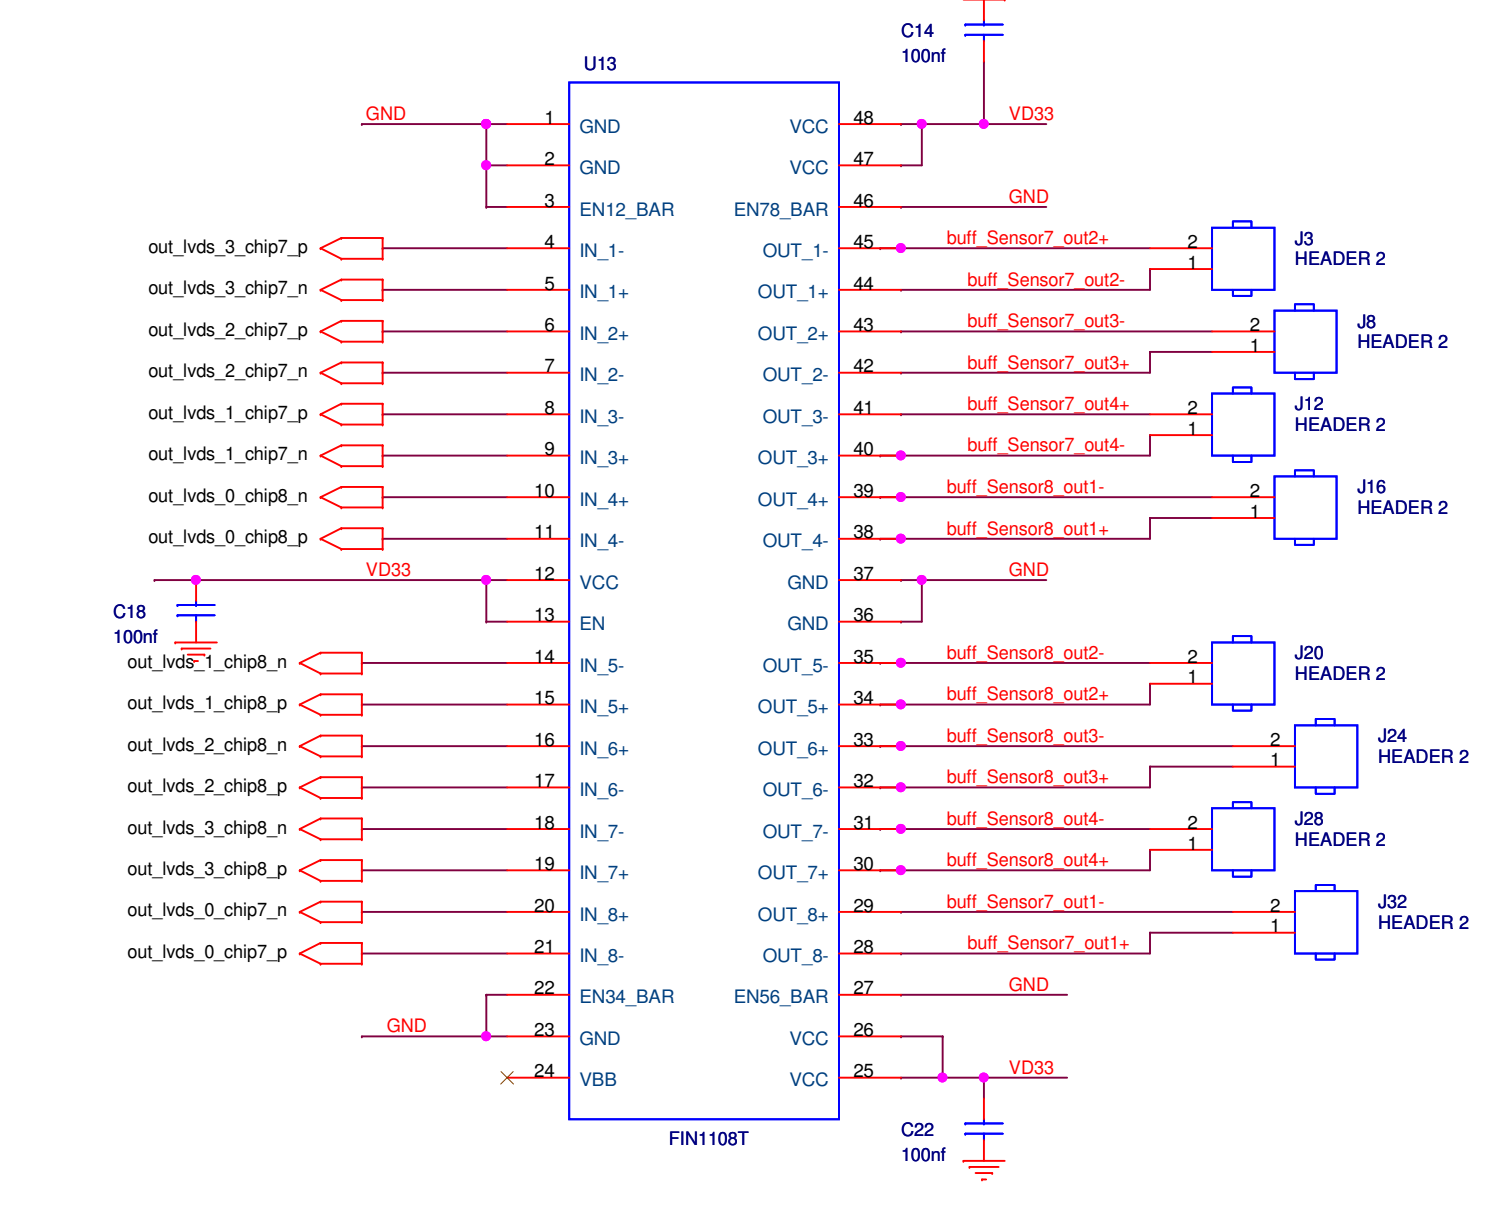 C14
100nf
U13
GND 1 GND VCC 48 VD33
2 GND VCC 47
3 EN12_BAR EN78_BAR 46 GND
out_lvds_3_chip7_p 4 IN_1- OUT_1- 45 buff_Sensor7_out2+ 2 J3
HEADER 2
out_lvds_3_chip7_n 5 IN_1+ OUT_1+ 44 buff_Sensor7_out2- 1
out_lvds_2_chip7_p 6 IN_2+ OUT_2+ 43 buff_Sensor7_out3- 2 J8
HEADER 2
out_lvds_2_chip7_n 7 IN_2- OUT_2- 42 buff_Sensor7_out3+ 1
out_lvds_1_chip7_p 8 IN_3- OUT_3- 41 buff_Sensor7_out4+ 2 J12
HEADER 2
out_lvds_1_chip7_n 9 IN_3+ OUT_3+ 40 buff_Sensor7_out4- 1
out_lvds_0_chip8_n 10 IN_4+ OUT_4+ 39 buff_Sensor8_out1- 2 J16
HEADER 2
out_lvds_0_chip8_p 11 IN_4- OUT_4- 38 buff_Sensor8_out1+ 1
VD33 12 VCC GND 37 GND
C18
100nf
13 EN GND 36
out_lvds_1_chip8_n 14 IN_5- OUT_5- 35 buff_Sensor8_out2- 2 J20
HEADER 2
out_lvds_1_chip8_p 15 IN_5+ OUT_5+ 34 buff_Sensor8_out2+ 1
out_lvds_2_chip8_n 16 IN_6+ OUT_6+ 33 buff_Sensor8_out3- 2 J24
HEADER 2
out_lvds_2_chip8_p 17 IN_6- OUT_6- 32 buff_Sensor8_out3+ 1
out_lvds_3_chip8_n 18 IN_7- OUT_7- 31 buff_Sensor8_out4- 2 J28
HEADER 2
out_lvds_3_chip8_p 19 IN_7+ OUT_7+ 30 buff_Sensor8_out4+ 1
out_lvds_0_chip7_n 20 IN_8+ OUT_8+ 29 buff_Sensor7_out1- 2 J32
HEADER 2
out_lvds_0_chip7_p 21 IN_8- OUT_8- 28 buff_Sensor7_out1+ 1
22 EN34_BAR EN56_BAR 27 GND
GND 23 GND VCC 26
24 VBB VCC 25 VD33
FIN1108T
C22
100nf